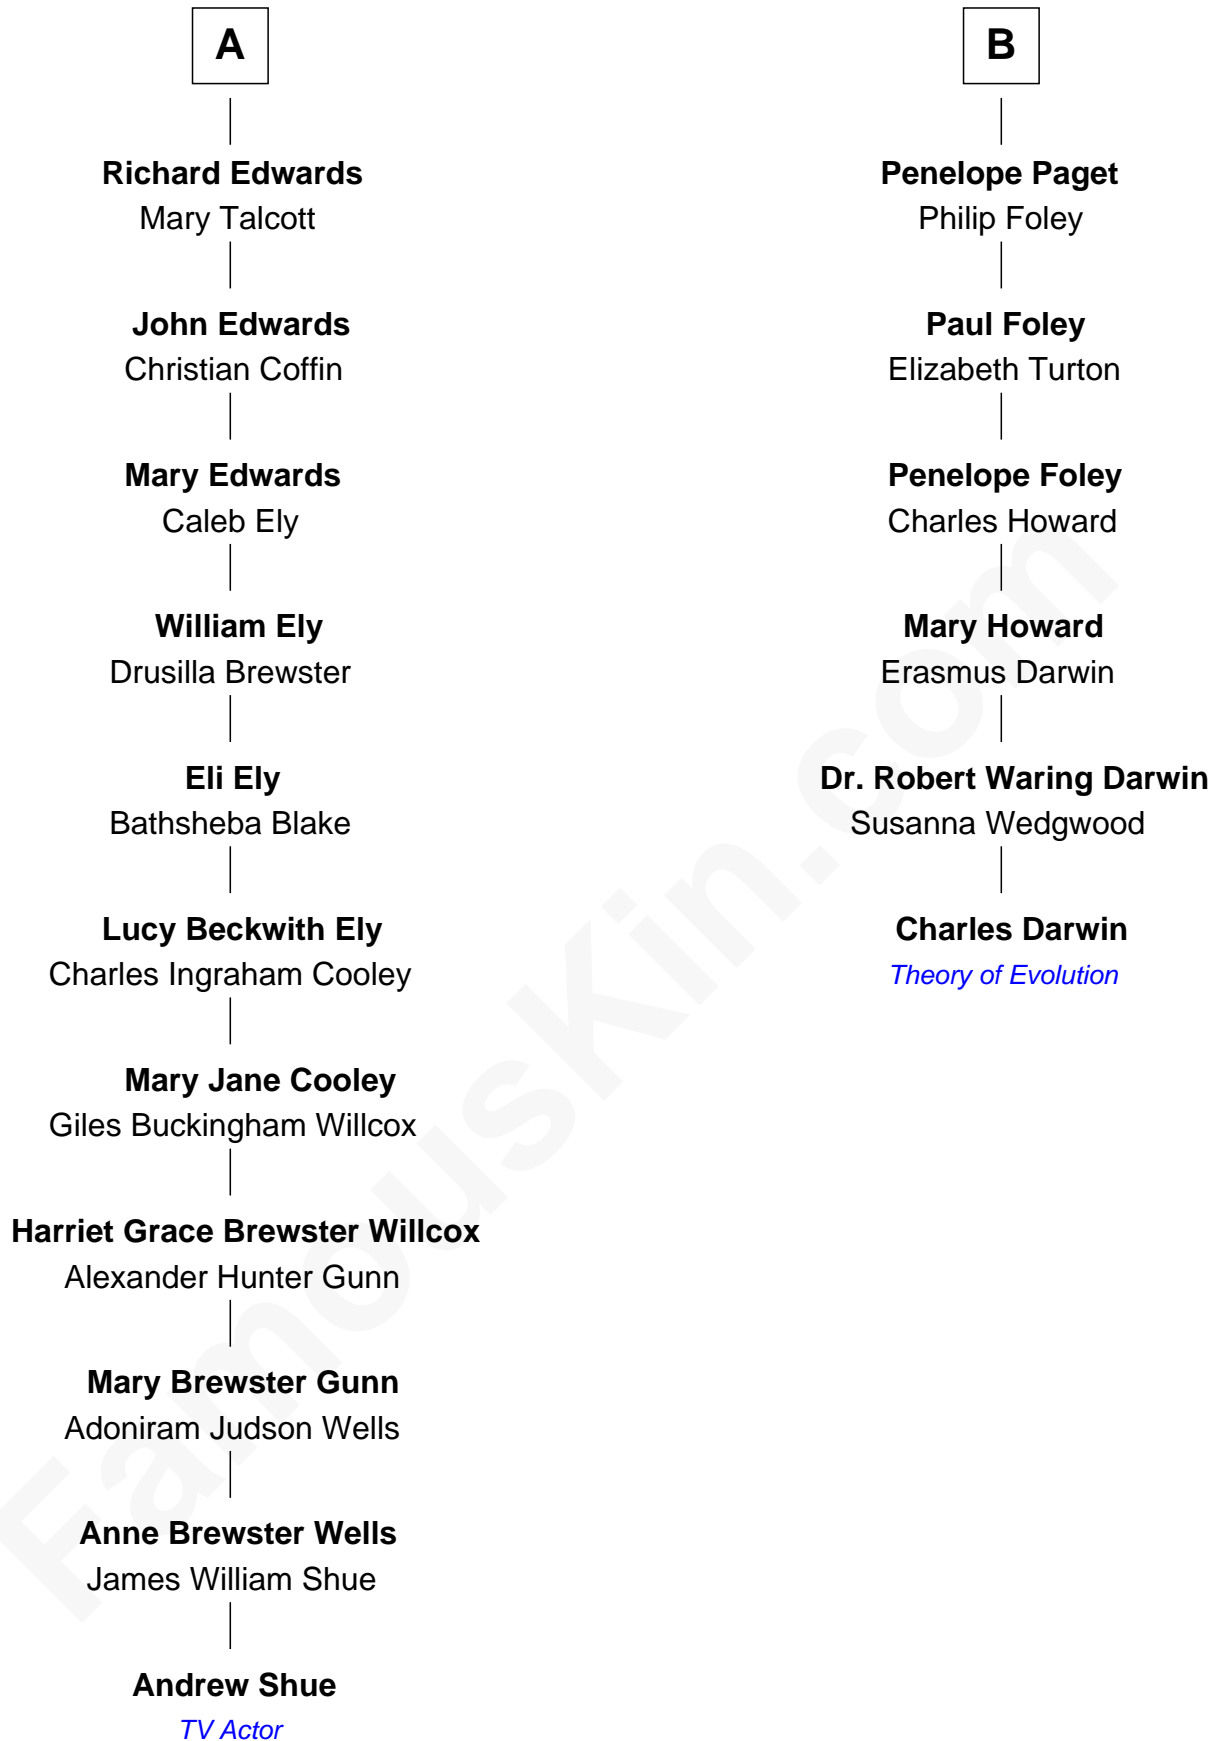 A
Richard Edwards
Mary Talcott
John Edwards
Christian Coffin
Mary Edwards
Caleb Ely
William Ely
Drusilla Brewster
Eli Ely
Bathsheba Blake
Lucy Beckwith Ely
Charles Ingraham Cooley
Mary Jane Cooley
Giles Buckingham Willcox
Harriet Grace Brewster Willcox
Alexander Hunter Gunn
Mary Brewster Gunn
Adoniram Judson Wells
Anne Brewster Wells
James William Shue
Andrew Shue
TV Actor
B
Penelope Paget
Philip Foley
Paul Foley
Elizabeth Turton
Penelope Foley
Charles Howard
Mary Howard
Erasmus Darwin
Dr. Robert Waring Darwin
Susanna Wedgwood
Charles Darwin
Theory of Evolution
FamousKin.com